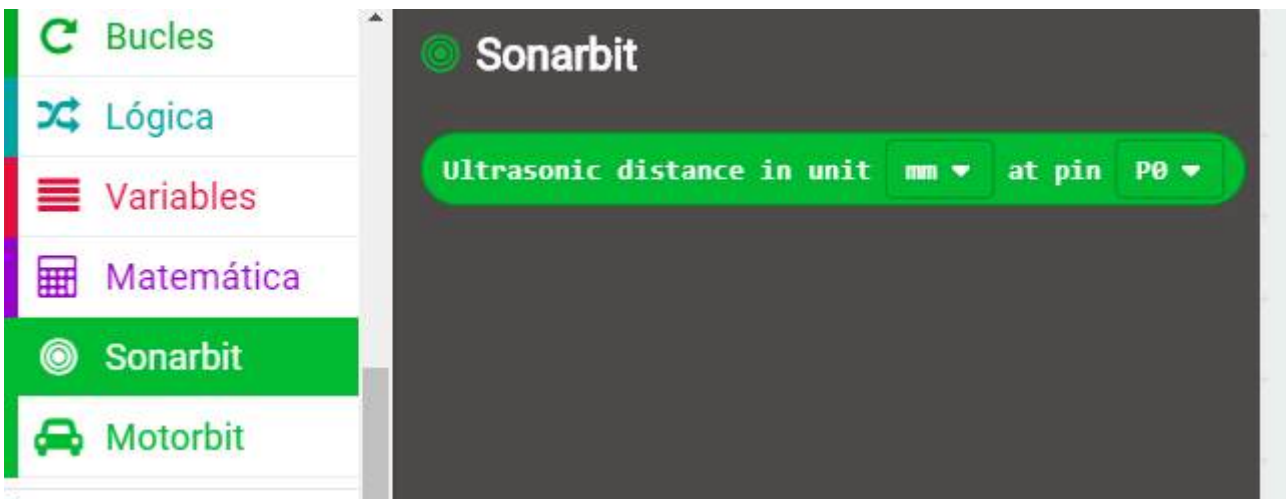 Bucles
Lógica
Variables
Matemática
Sonarbit
Motorbit
Sonarbit
Ultrasonic distance in unit mm at pin P0